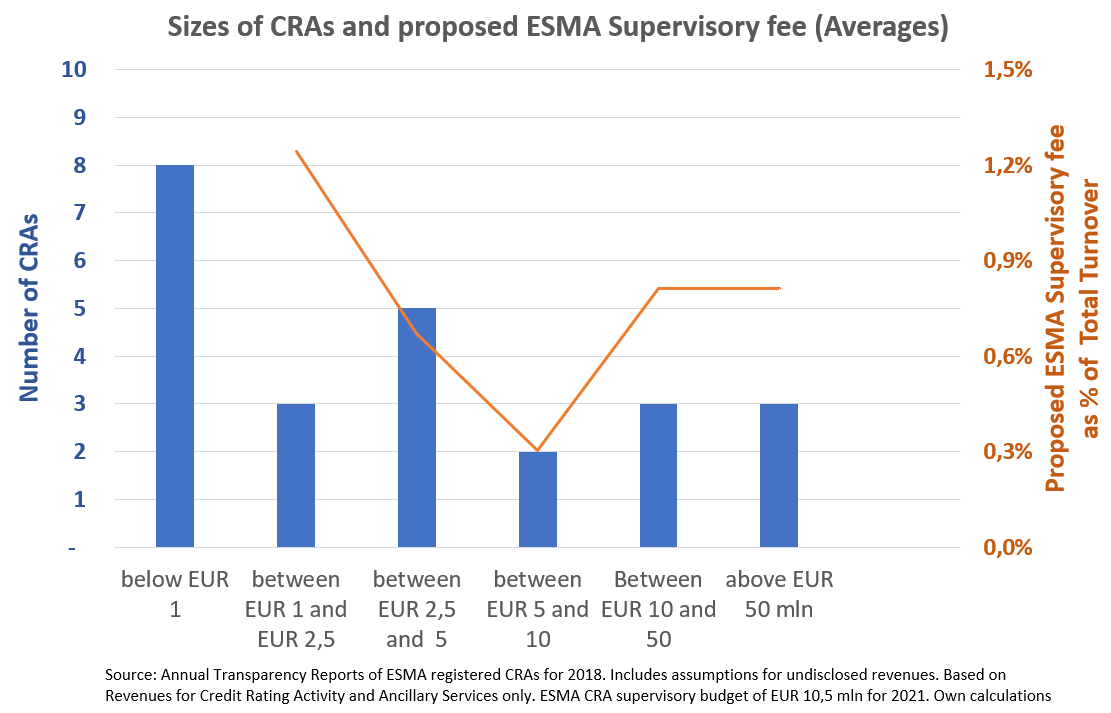 Sizes of CRAs and proposed ESMA Supervisory fee (Averages)
10
9
8
7
6
5
4
3
2
1
-
Number of CRAs
1,5%
1,2%
0,9%
0,6%
0,3%
0,0%
Proposed ESMA Supervisory fee
as % of Total Turnover
below EUR
1
between
EUR 1 and
EUR 2,5
between
EUR 2,5
and 5
between
EUR 5 and
10
Between
EUR 10 and
50
above EUR
50 mln
Source: Annual Transparency Reports of ESMA registered CRAs for 2018. Includes assumptions for undisclosed revenues. Based on
Revenues for Credit Rating Activity and Ancillary Services only. ESMA CRA supervisory budget of EUR 10,5 mln for 2021. Own calculations